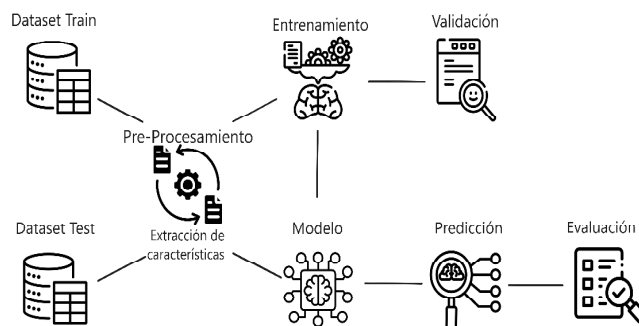 Dataset Train
Entrenamiento
Validación
Pre-Procesamiento
Extracción de
características
Dataset Test
Modelo
Predicción
Evaluación